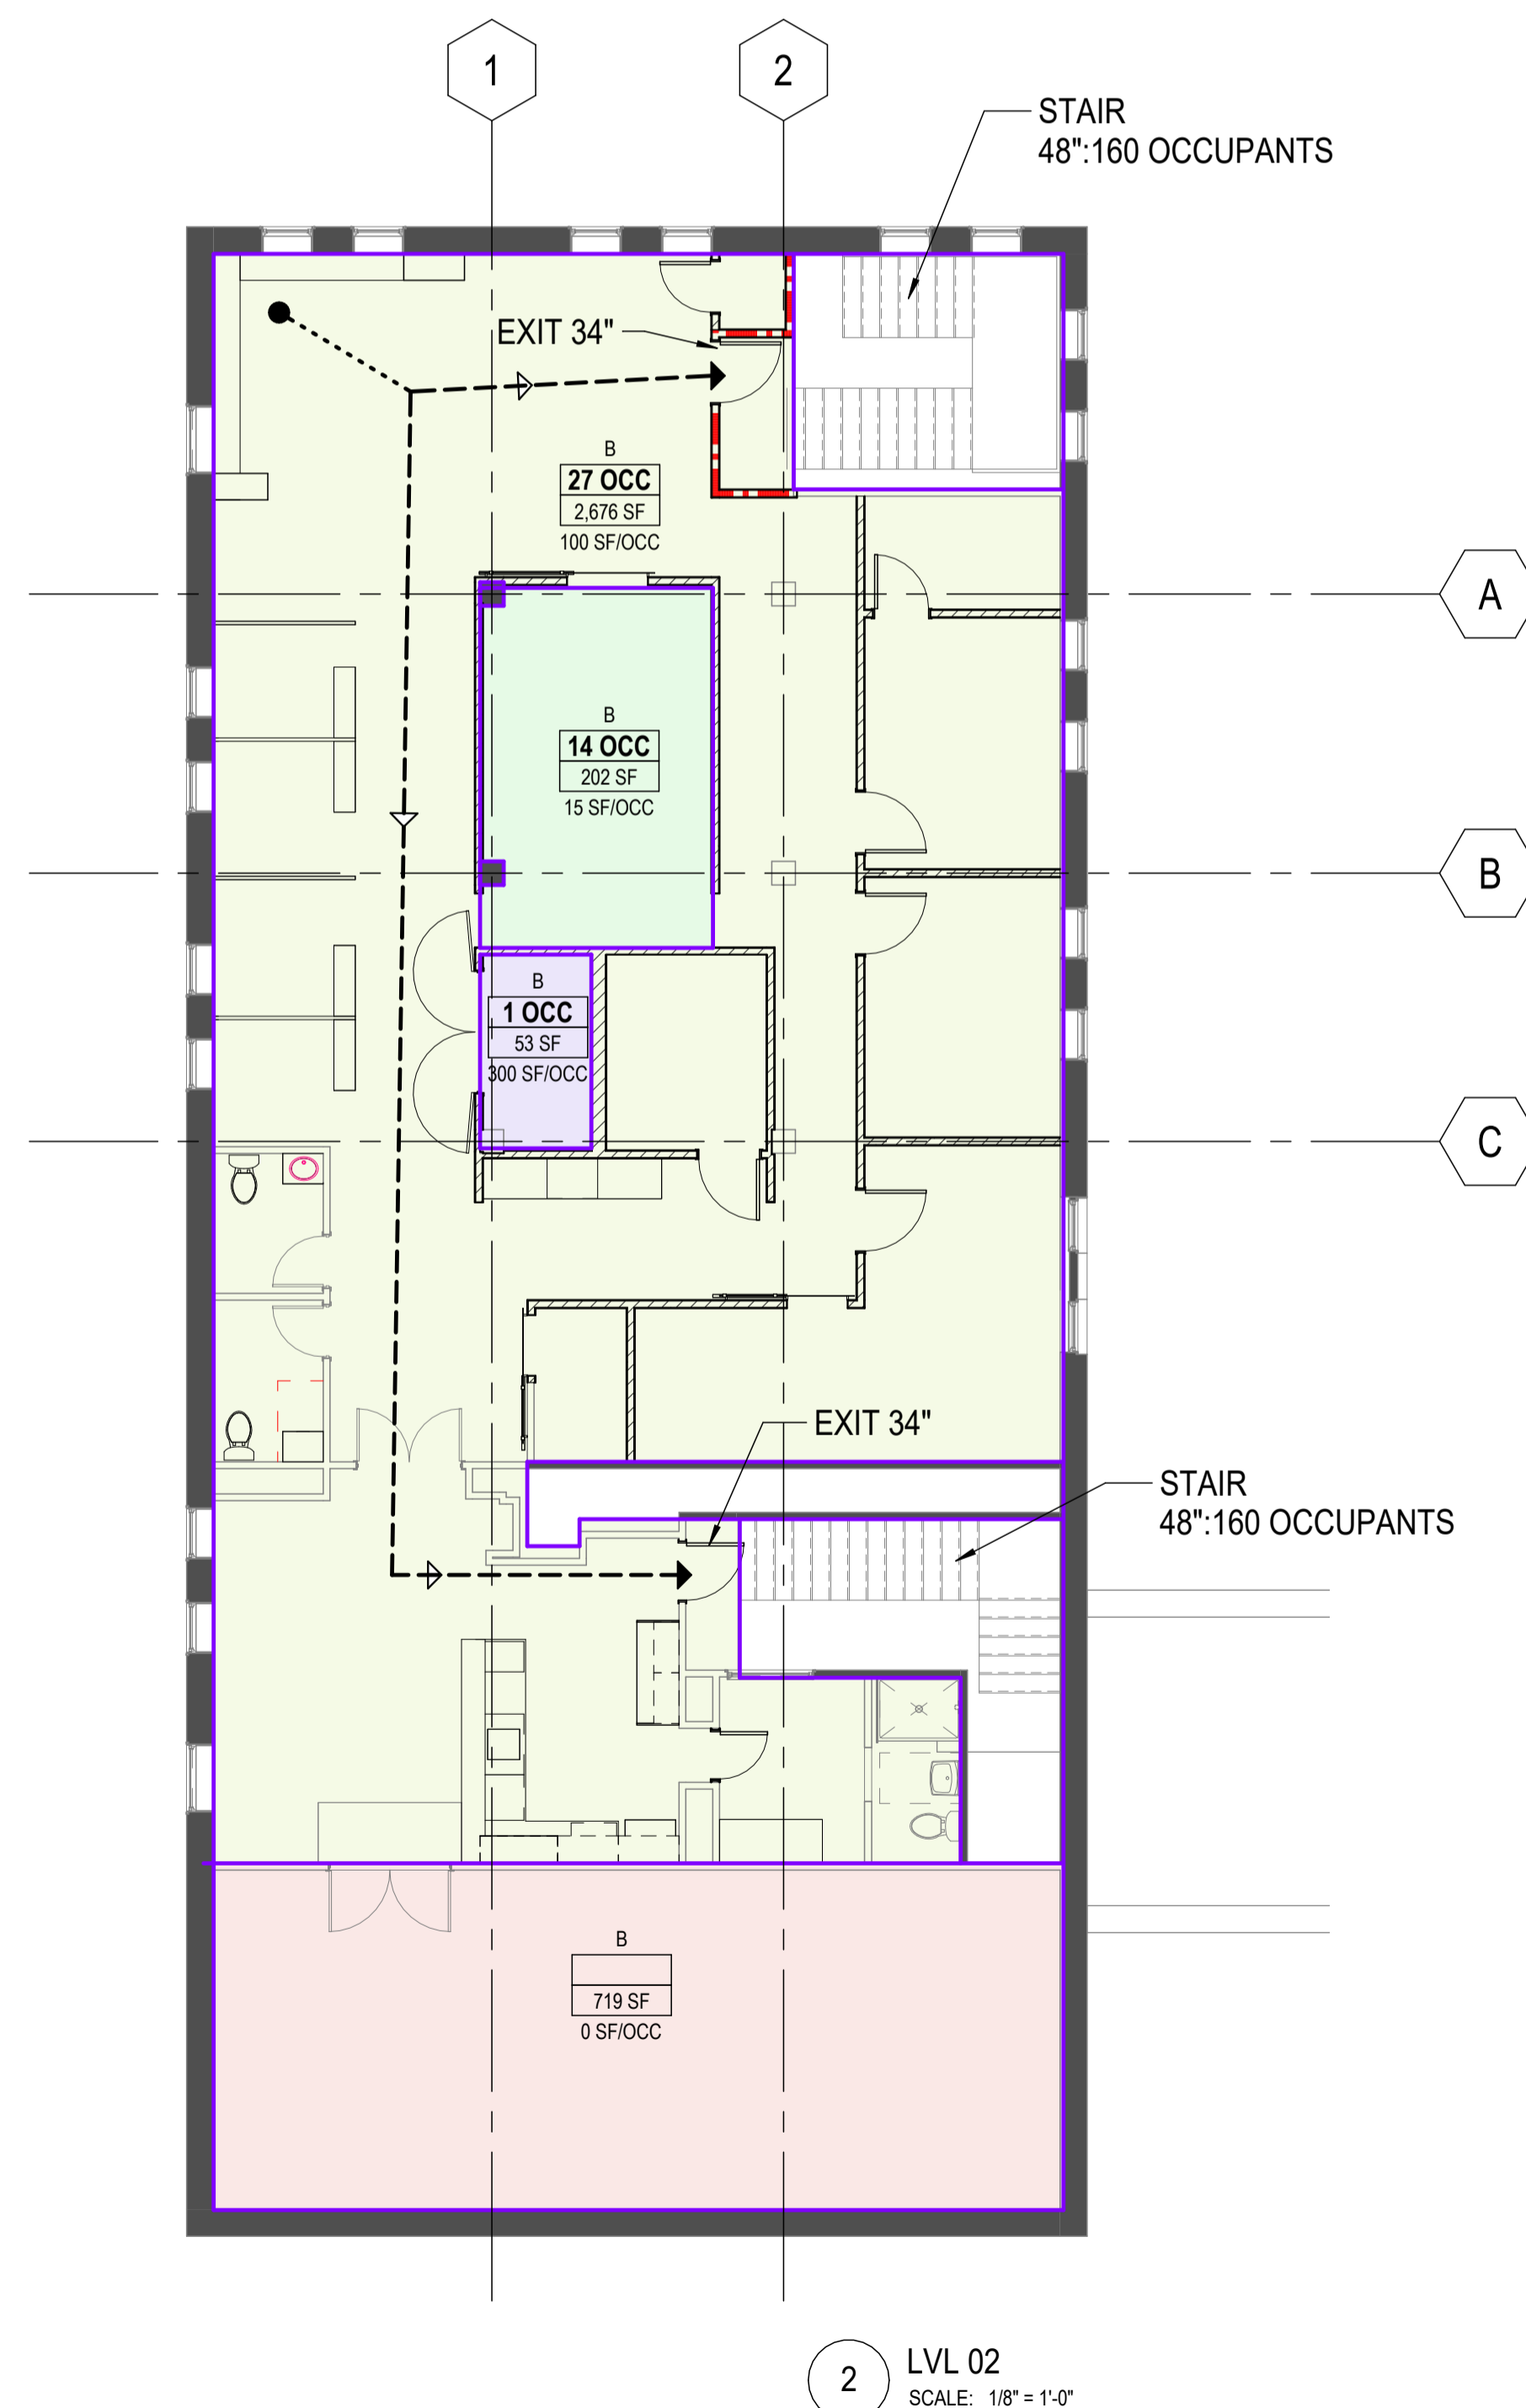 1
2
STAIR
48":160 OCCUPANTS
EXIT 34"
B
27 OCC
2,676 SF
100 SF/OCC
A
B
14 OCC
202 SF
15 SF/OCC
B
B
1 OCC
53 SF
300 SF/OCC
C
EXIT 34"
STAIR
48":160 OCCUPANTS
B
719 SF
0 SF/OCC
2
LVL 02
SCALE: 1/8" = 1'-0"